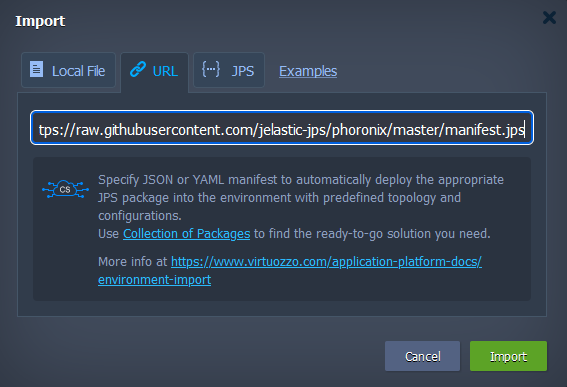 Import
Local File
URL
{···} JPS
Examples
tps://raw.githubusercontent.com/jelastic-jps/phoronix/master/manifest.jps
CS
Specify JSON or YAML manifest to automatically deploy the appropriate
JPS package into the environment with predefined topology and
configurations.
Use Collection of Packages to find the ready-to-go solution you need.
More info at https://www.virtuozzo.com/application-platform-docs/
environment-import
Cancel
Import